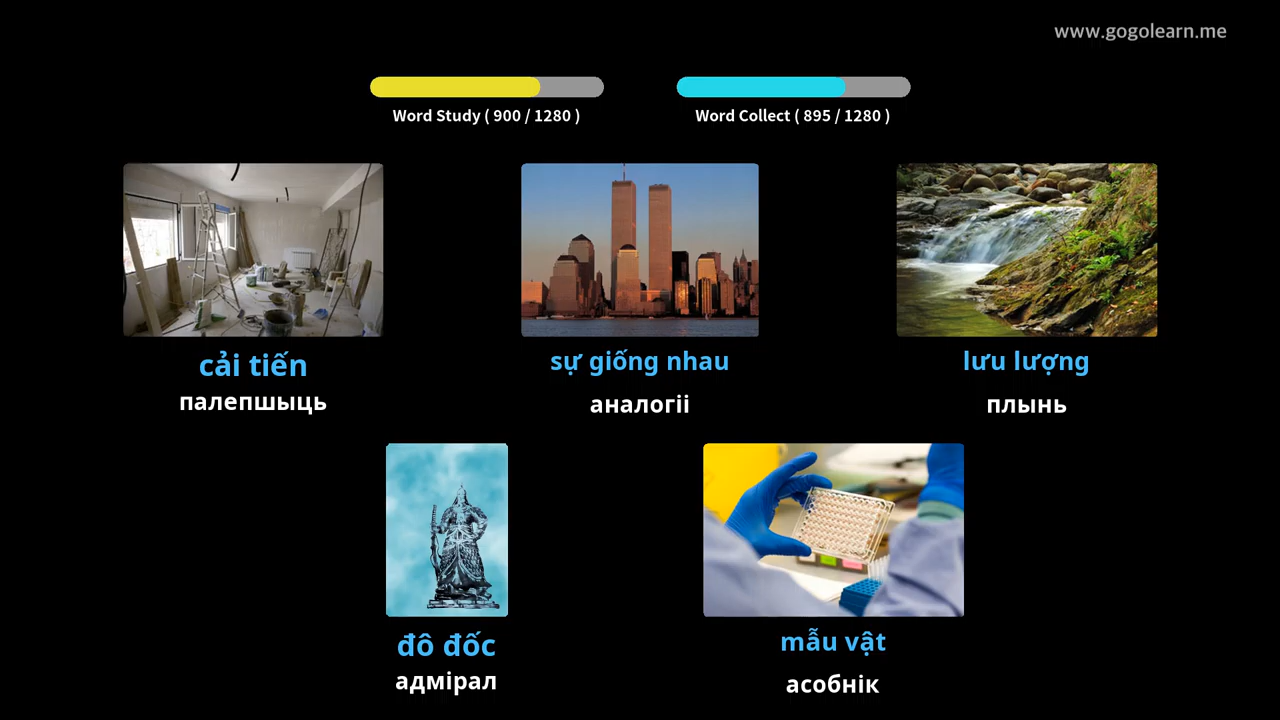 www.gogolearn.me
Word Study ( 900 / 1280 )
Word Collect ( 895 / 1280 )
cải tiến
палепшыць
sự giống nhau
аналогіі
lưu lượng
плынь
đô đốc
адмірал
mẫu vật
асобнік